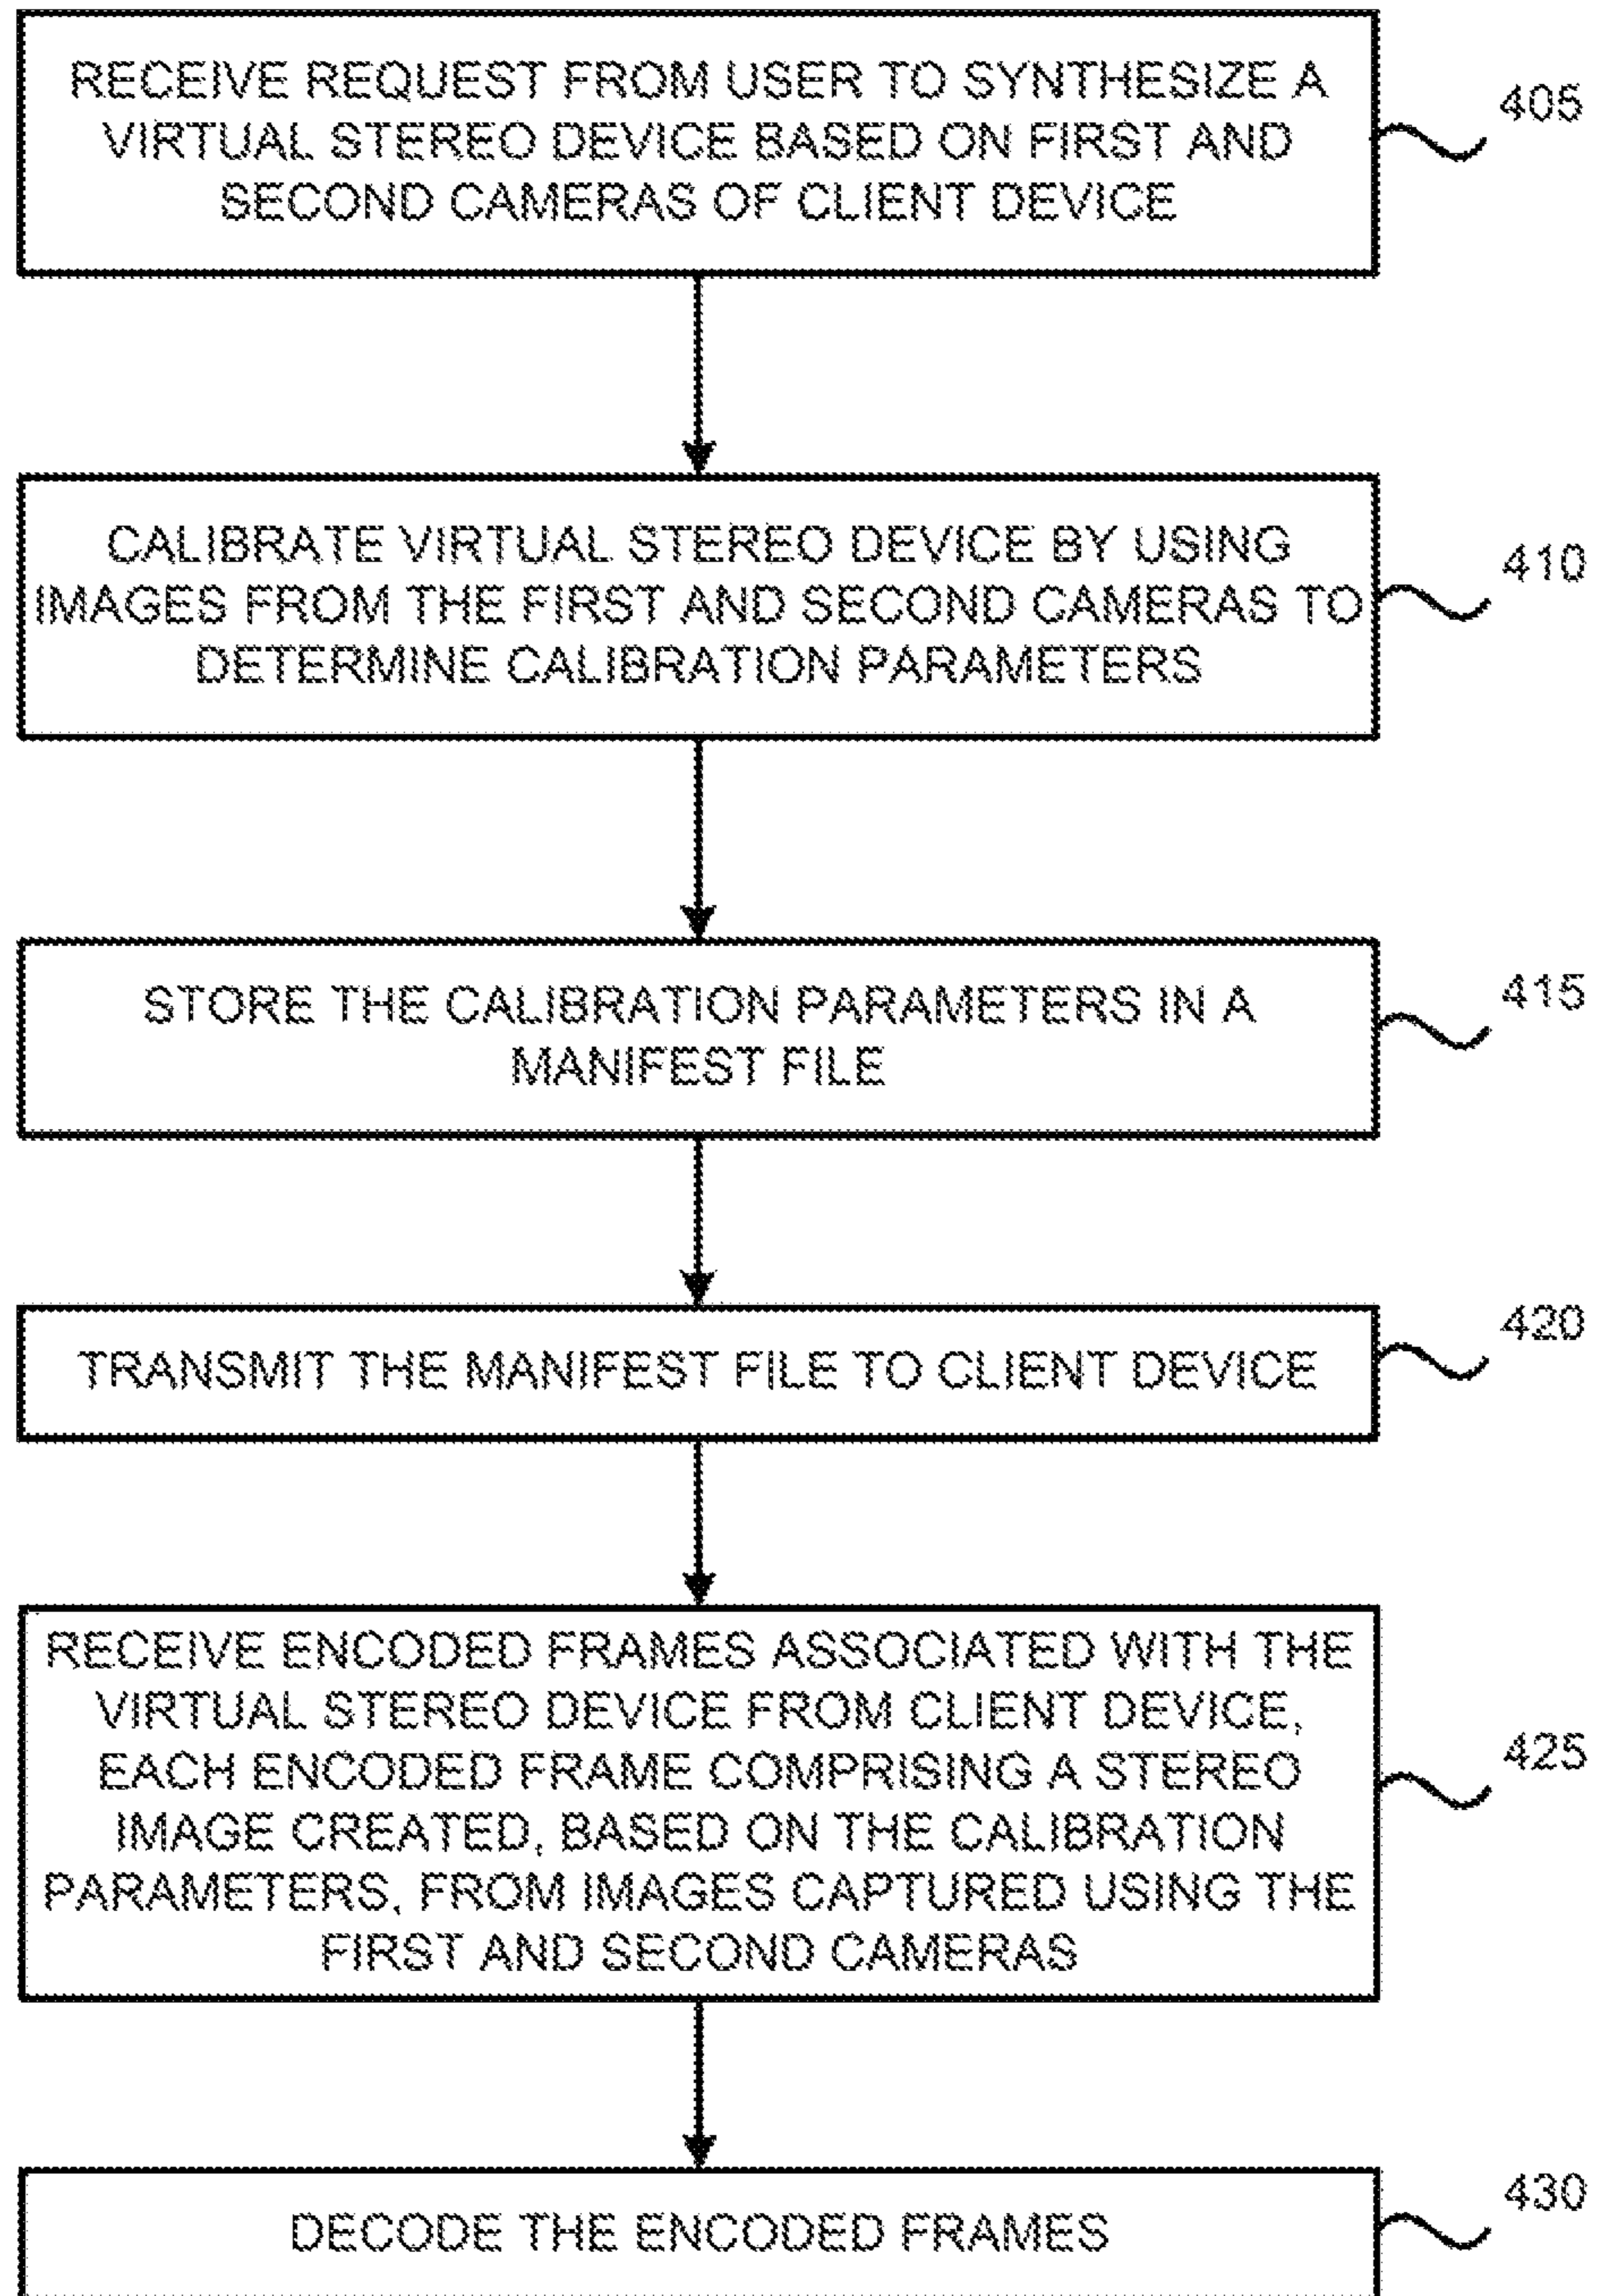 RECEIVE REQUEST FROM USER TO SYNTHESIZE A
VIRTUAL STEREO DEVICE BASED ON FIRST AND
SECOND CAMERAS OF CLIENT DEVICE
405
CALIBRATE VIRTUAL STEREO DEVICE BY USING
IMAGES FROM THE FIRST AND SECOND CAMERAS TO
DETERMINE CALIBRATION PARAMETERS
410
STORE THE CALIBRATION PARAMETERS IN A
MANIFEST FILE
415
TRANSMIT THE MANIFEST FILE TO CLIENT DEVICE
420
RECEIVE ENCODED FRAMES ASSOCIATED WITH THE
VIRTUAL STEREO DEVICE FROM CLIENT DEVICE,
EACH ENCODED FRAME COMPRISING A STEREO
IMAGE CREATED, BASED ON THE CALIBRATION
PARAMETERS, FROM IMAGES CAPTURED USING THE
FIRST AND SECOND CAMERAS
425
DECODE THE ENCODED FRAMES
430